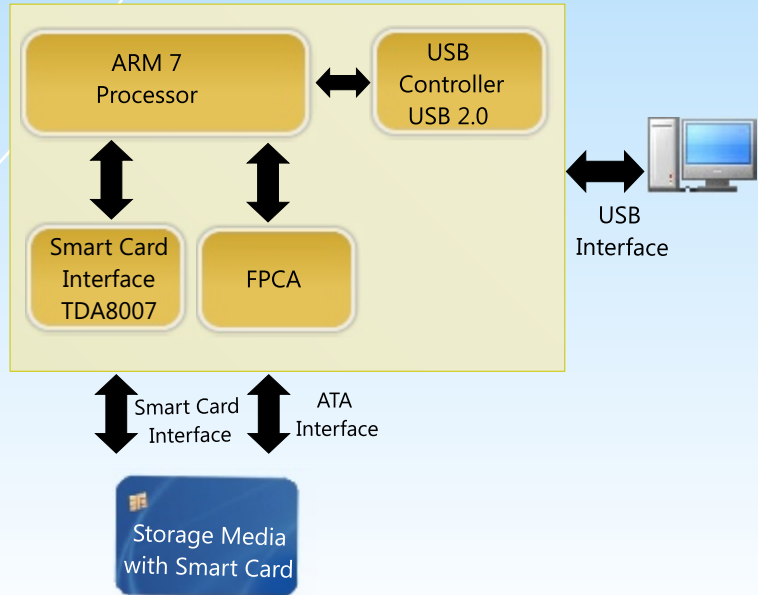 ARM 7
Processor
USB
Controller
USB 2.0
Smart Card
Interface
TDA8007
FPCA
USB
Interface
Smart Card
Interface
ATA
Interface
Storage Media
with Smart Card